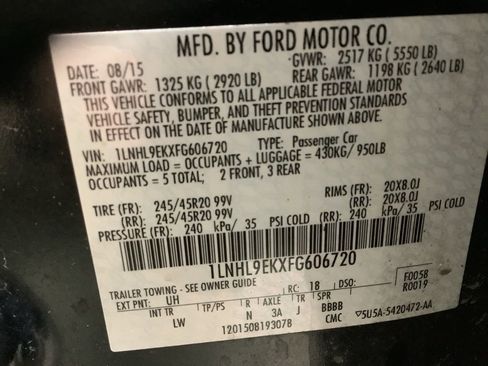 MFD. BY FORD MOTOR CO.
DATE: 08/15 GVWR: 2517 KG ( 5550 LB)
FRONT GAWR: 1325 KG ( 2920 LB) REAR GAWR: 1198 KG ( 2640 LB)
THIS VEHICLE CONFORMS TO ALL APPLICABLE FEDERAL MOTOR
VEHICLE SAFETY, BUMPER, AND THEFT PREVENTION STANDARDS
IN EFFECT ON THE DATE OF MANUFACTURE SHOWN ABOVE.
VIN: 1LNHL9EKXFG606720 TYPE: Passenger Car
MAXIMUM LOAD = OCCUPANTS + LUGGAGE = 430KG/ 950LB
OCCUPANTS = 5 TOTAL; 2 FRONT, 3 REAR
TIRE (FR): 245/45R20 99V RIMS (FR): 20X8.0J
(RR): 245/45R20 99V (RR): 20X8.0J
PRESSURE (FR): 240 kPa/ 35 PSI COLD (RR): 240 kPa/ 35 PSI COLD
1LNHL9EKXFG606720
TRAILER TOWING - SEE OWNER GUIDE RC: 18 DSO: F0058
EXT PNT: UH R0019
INT TR TP/PS R AXLE TR SPR
LW N 3A J BBBB
1201508193078 CMC 5U5A-5420472-AA